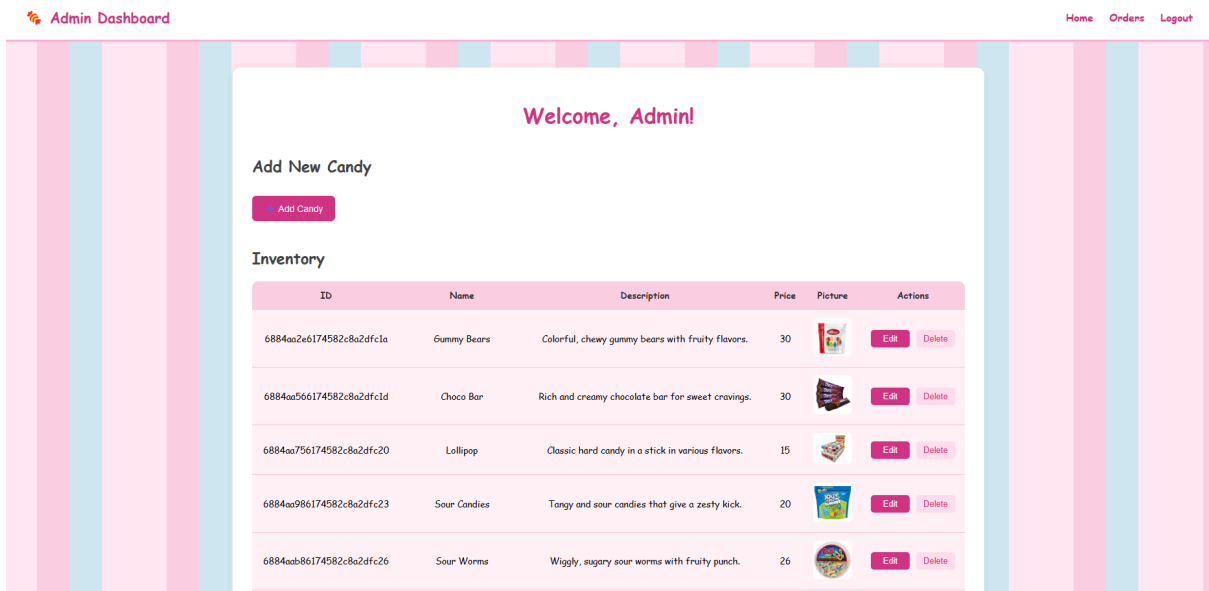 Admin Dashboard
Home Orders Logout
Welcome, Admin!
Add New Candy
Add Candy
Inventory
ID Name Description Price Picture Actions
6884aa2e6174582c8a2dfc1a Gummy Bears Colorful, chewy gummy bears with fruity flavors. 30 Edit Delete
6884aa566174582c8a2dfc1d Choco Bar Rich and creamy chocolate bar for sweet cravings. 30 Edit Delete
6884aa756174582c8a2dfc20 Lollipop Classic hard candy in a stick in various flavors. 15 Edit Delete
6884aa986174582c8a2dfc23 Sour Candies Tangy and sour candies that give a zesty kick. 20 Edit Delete
6884aab86174582c8a2dfc26 Sour Worms Wiggly, sugary sour worms with fruity punch. 26 Edit Delete